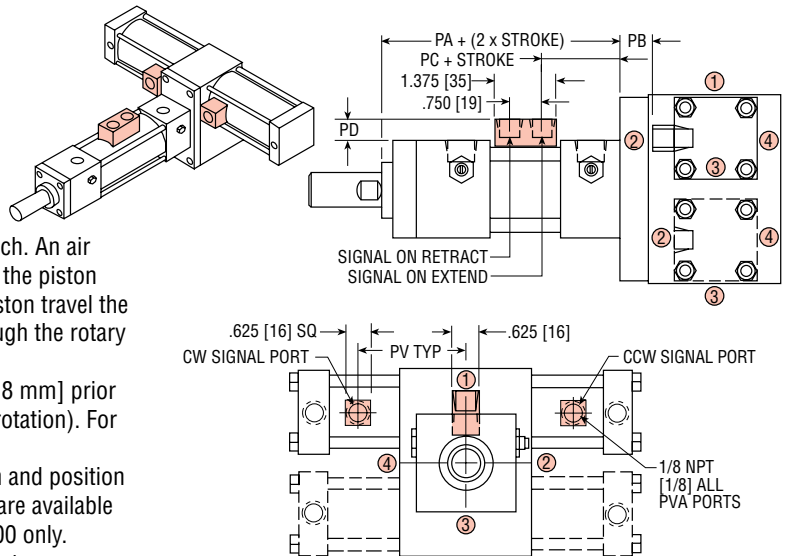 PA + (2 x STROKE)
PB
PC + STROKE
1.375 [35]
.750 [19]
PD
1
2
4
3
2
4
3
SIGNAL ON RETRACT
SIGNAL ON EXTEND
ch. An air
the piston
ston travel the
ugh the rotary
8 mm] prior
rotation). For
n and position
are available
00 only.
.625 [16] SQ
.625 [16]
PV TYP
CW SIGNAL PORT
CCW SIGNAL PORT
1
4
2
3
1/8 NPT
[1/8] ALL
PVA PORTS